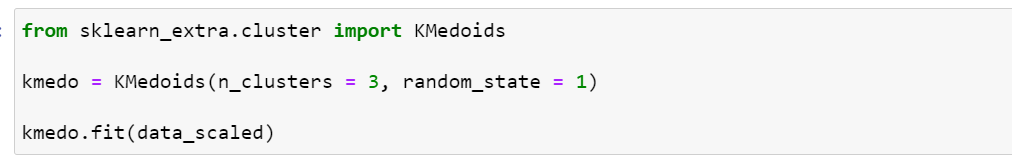 from sklearn_extra.cluster import KMedoids
kmedo = KMedoids(n_clusters = 3, random_state = 1)
kmedo.fit(data_scaled)